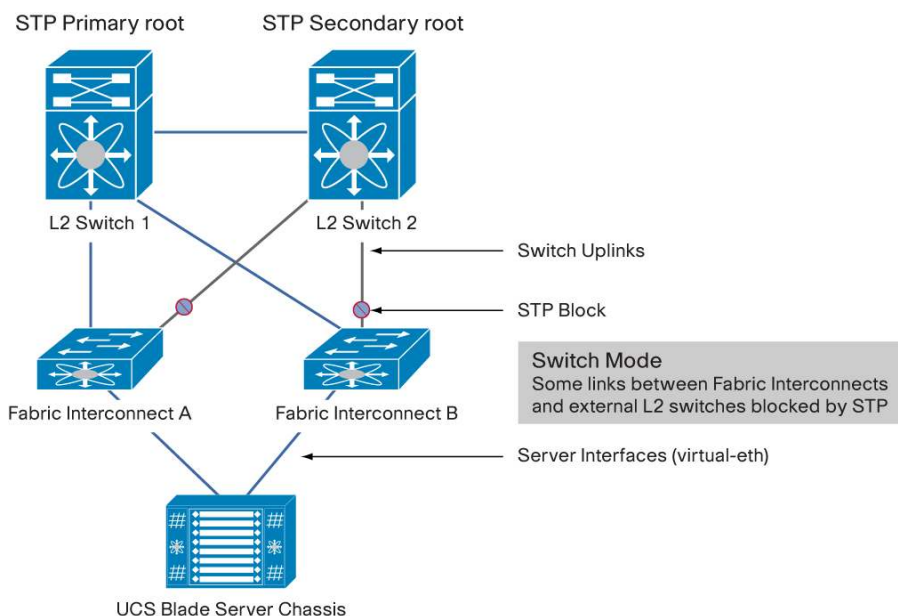 STP Primary root
STP Secondary root
L2 Switch 1
L2 Switch 2
Switch Uplinks
STP Block
Switch Mode
Some links between Fabric Interconnects
and external L2 switches blocked by STP
Fabric Interconnect A
Fabric Interconnect B
Server Interfaces (virtual-eth)
UCS Blade Server Chassis